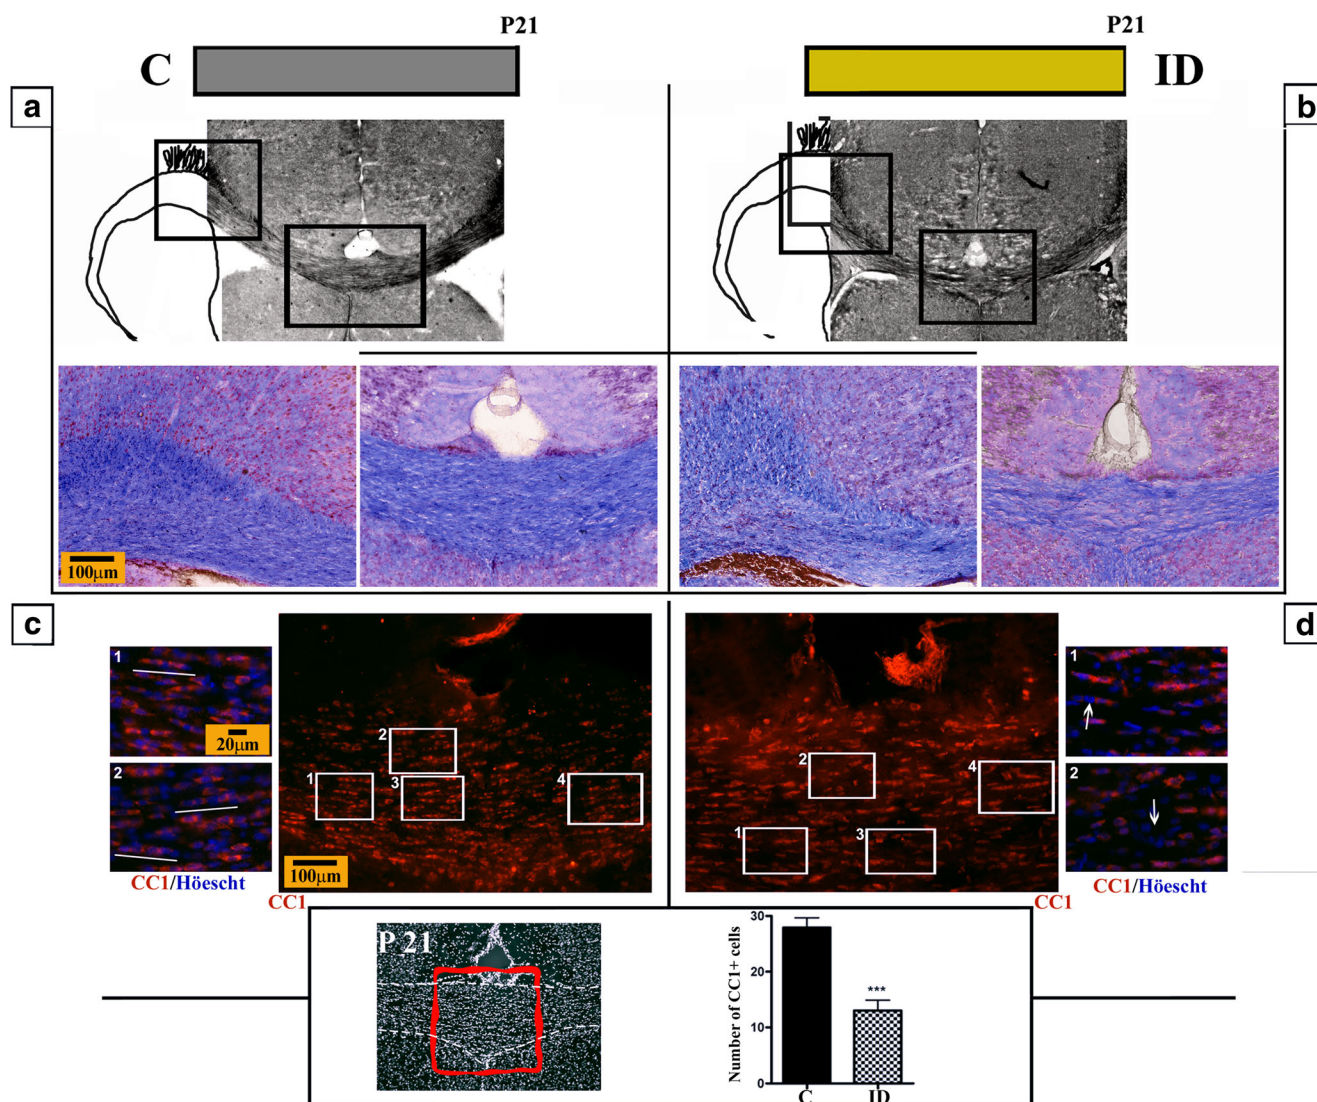 P21
P21
C
ID
a
b
100μm
c
d
1
20μm
2
CC1/Höescht
1
2
3
4
100μm
CC1
1
2
3
4
CC1
1
2
CC1/Höescht
P 21
Number of CC1+ cells
30
20
10
0
***
C
ID